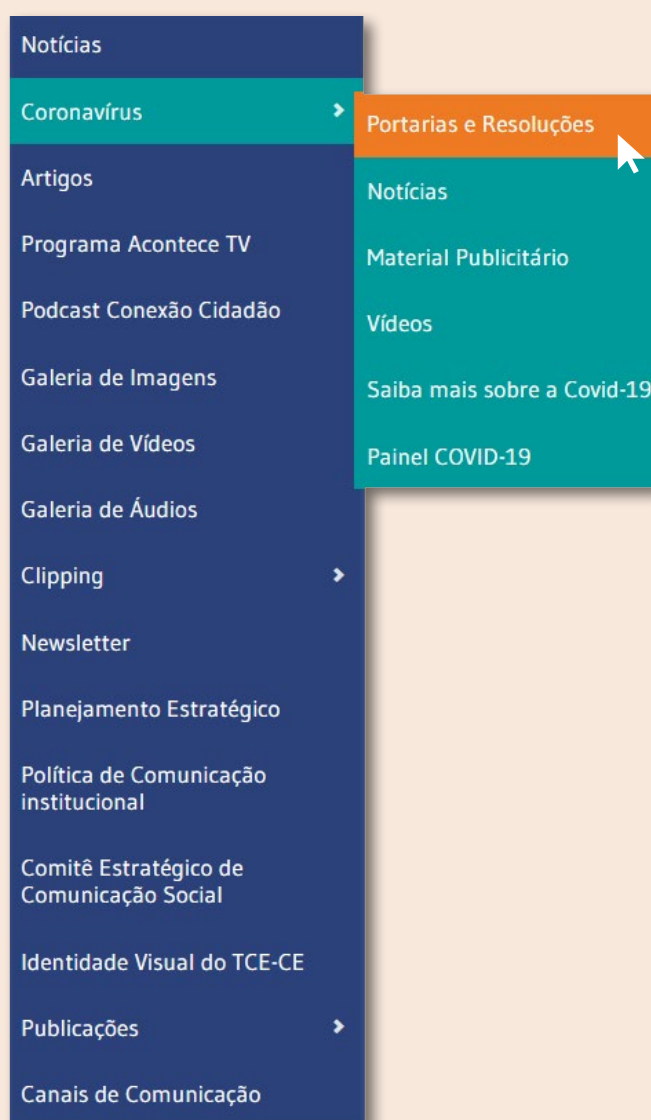 Notícias
Coronavírus
Portarias e Resoluções
Notícias
Material Publicitário
Vídeos
Saiba mais sobre a Covid-19
Painel COVID-19
Artigos
Programa Acontece TV
Podcast Conexão Cidadão
Galeria de Imagens
Galeria de Vídeos
Galeria de Áudios
Clipping
Newsletter
Planejamento Estratégico
Política de Comunicação
institucional
Comitê Estratégico de
Comunicação Social
Identidade Visual do TCE-CE
Publicações
Canais de Comunicação